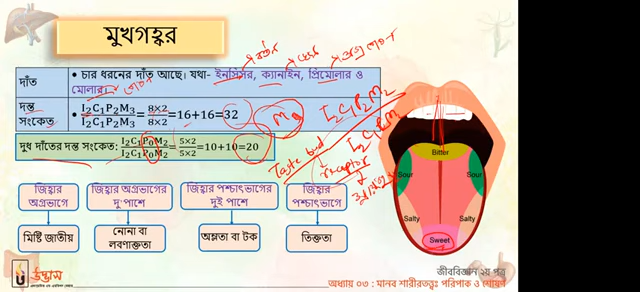 মুখগহ্বর
দাঁত
• চার ধরনের দাঁত আছে। যথা- ইনসিসর, ক্যানাইন, প্রিমোলার ও
মোলার।
দন্ত
সংকেত
• I₂C₁P₂M₃/I₂C₁P₂M₃=8×2/8×2=16+16=32
দুধ দাঁতের দন্ত সংকেত: I₂C₁P₀M₂/I₂C₁P₀M₂=5×2/5×2=10+10=20
Taste bud
receptor
জিহ্বার
অগ্রভাগে
জিহ্বার অগ্রভাগের
দু'পাশে
জিহ্বার পশ্চাৎভাগের
দুই পাশে
জিহ্বার
পশ্চাৎভাগে
মিষ্টি জাতীয়
নোনা বা
লবণাক্ততা
অম্লতা বা টক
তিক্ততা
Bitter
Sour
Sour
Salty
Salty
Sweet
উদ্ভাস
জীববিজ্ঞান ২য় পত্র
অধ্যায় ০৩ : মানব শারীরতত্ত্ব: পরিপাক ও শোষণ